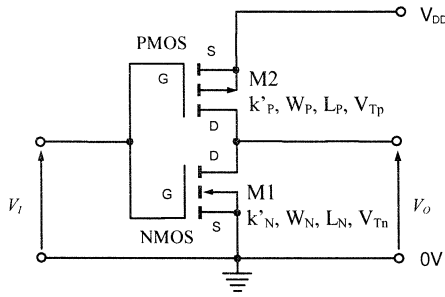 V_DD
PMOS
S
G
M2
k'_P, W_P, L_P, V_Tp
D
D
V_I
G
M1
V_O
k'_N, W_N, L_N, V_Tn
NMOS
S
0V